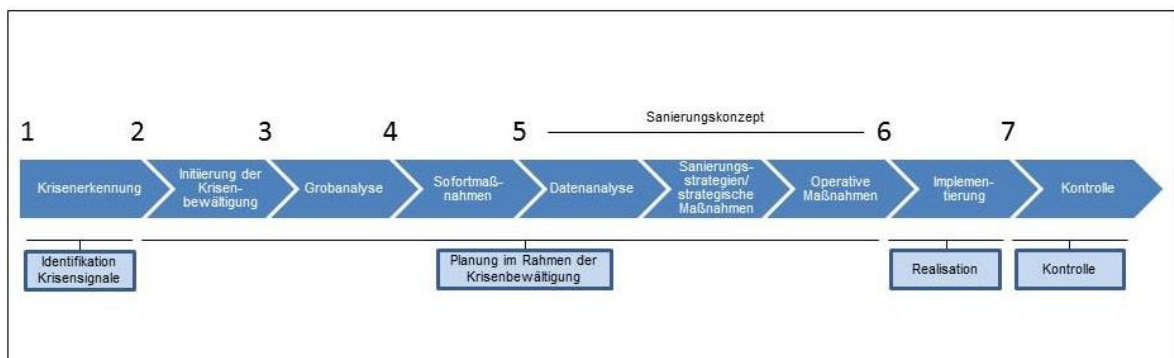 Sanierungskonzept
1 2 3 4 5 6 7
Krisenerkennung
Initiierung der
Krisen-
bewältigung
Grobanalyse
Sofortmaß-
nahmen
Datenanalyse
Sanierungs-
strategien/
strategische
Maßnahmen
Operative
Maßnahmen
Implemen-
tierung
Kontrolle
Identifikation
Krisensignale
Planung im Rahmen der
Krisenbewältigung
Realisation
Kontrolle